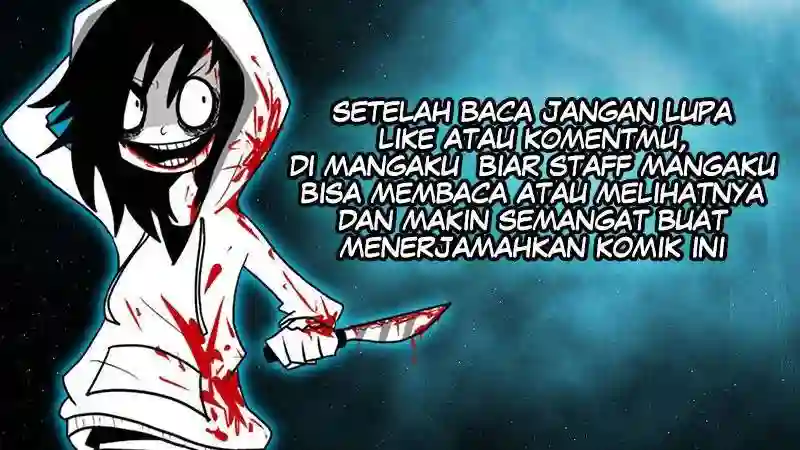 SETELAH BACA JANGAN LUPA
LIKE ATAU KOMENTMU,
DI MANGAKU BIAR STAFF MANGAKU
BISA MEMBACA ATAU MELIHATNYA
DAN MAKIN SEMANGAT BUAT
MENERJAMAHKAN KOMIK INI